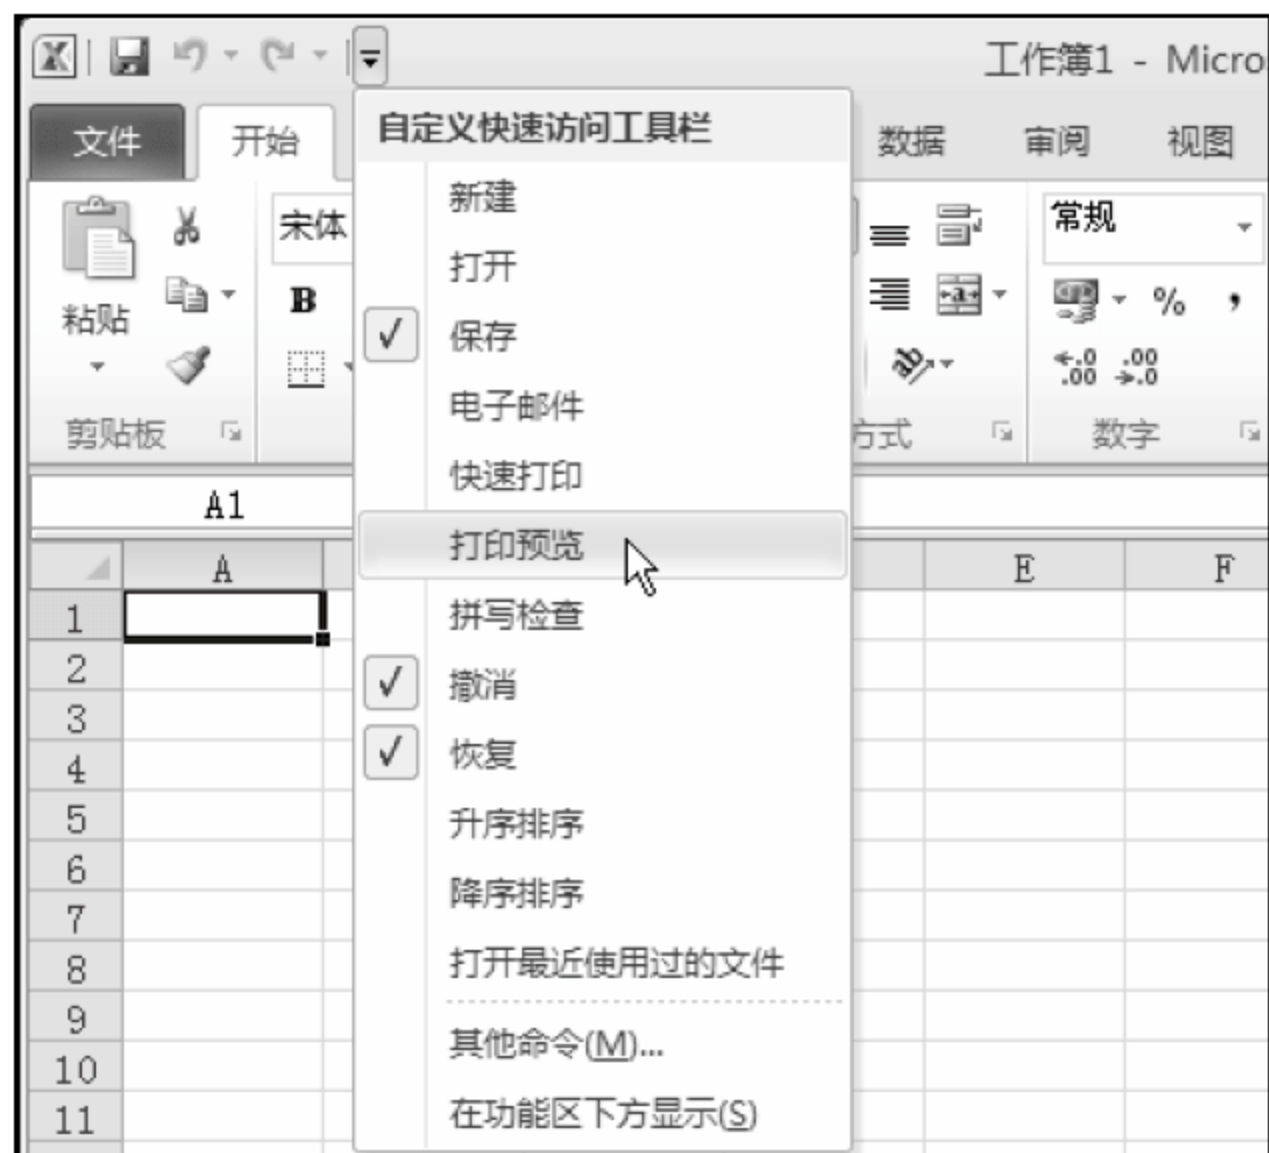 工作簿1 - Micro
文件
开始
数据
审阅
视图
自定义快速访问工具栏
新建
打开
保存
电子邮件
快速打印
打印预览
拼写检查
撤消
恢复
升序排序
降序排序
打开最近使用过的文件
其他命令(M)...
在功能区下方显示(S)
粘贴
宋体
B
剪贴板
常规
%
,
.0
.00
.00
.0
方式
数字
A1
A
E
F
1
2
3
4
5
6
7
8
9
10
11